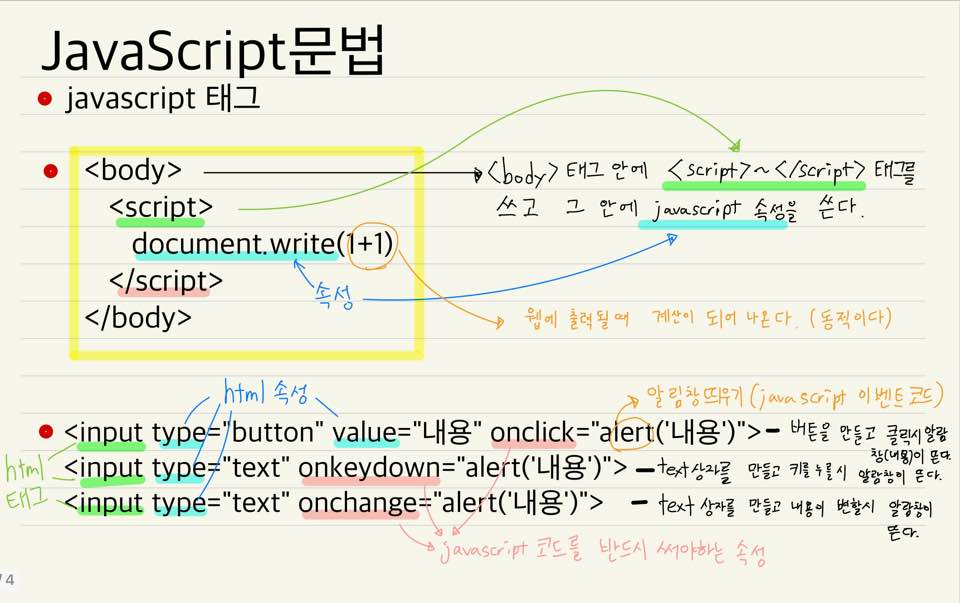 JavaScript문법
javascript 태그
<body>
<body> 태그 안에 <script>~</script> 태그를
<script>
쓰고 그 안에 javascript 속성을 쓴다.
document.write(1+1)
</script>
속성
</body>
웹에 출력될때 계산이 되어 나온다. (동적이다)
html 속성
알림창띄우기 (javascript 이벤트코드)
<input type="button" value="내용" onclick="alert('내용')">
- 버튼을 만들고 클릭시 알람
창(내용)이 뜬다.
html
태그
<input type="text" onkeydown="alert('내용')">
- text상자를 만들고 키를 누를시 알람창이 뜬다.
<input type="text" onchange="alert('내용')">
- text 상자를 만들고 내용이 변할시 알람창이
뜬다.
javascript 코드를 반드시 써야하는 속성
/4